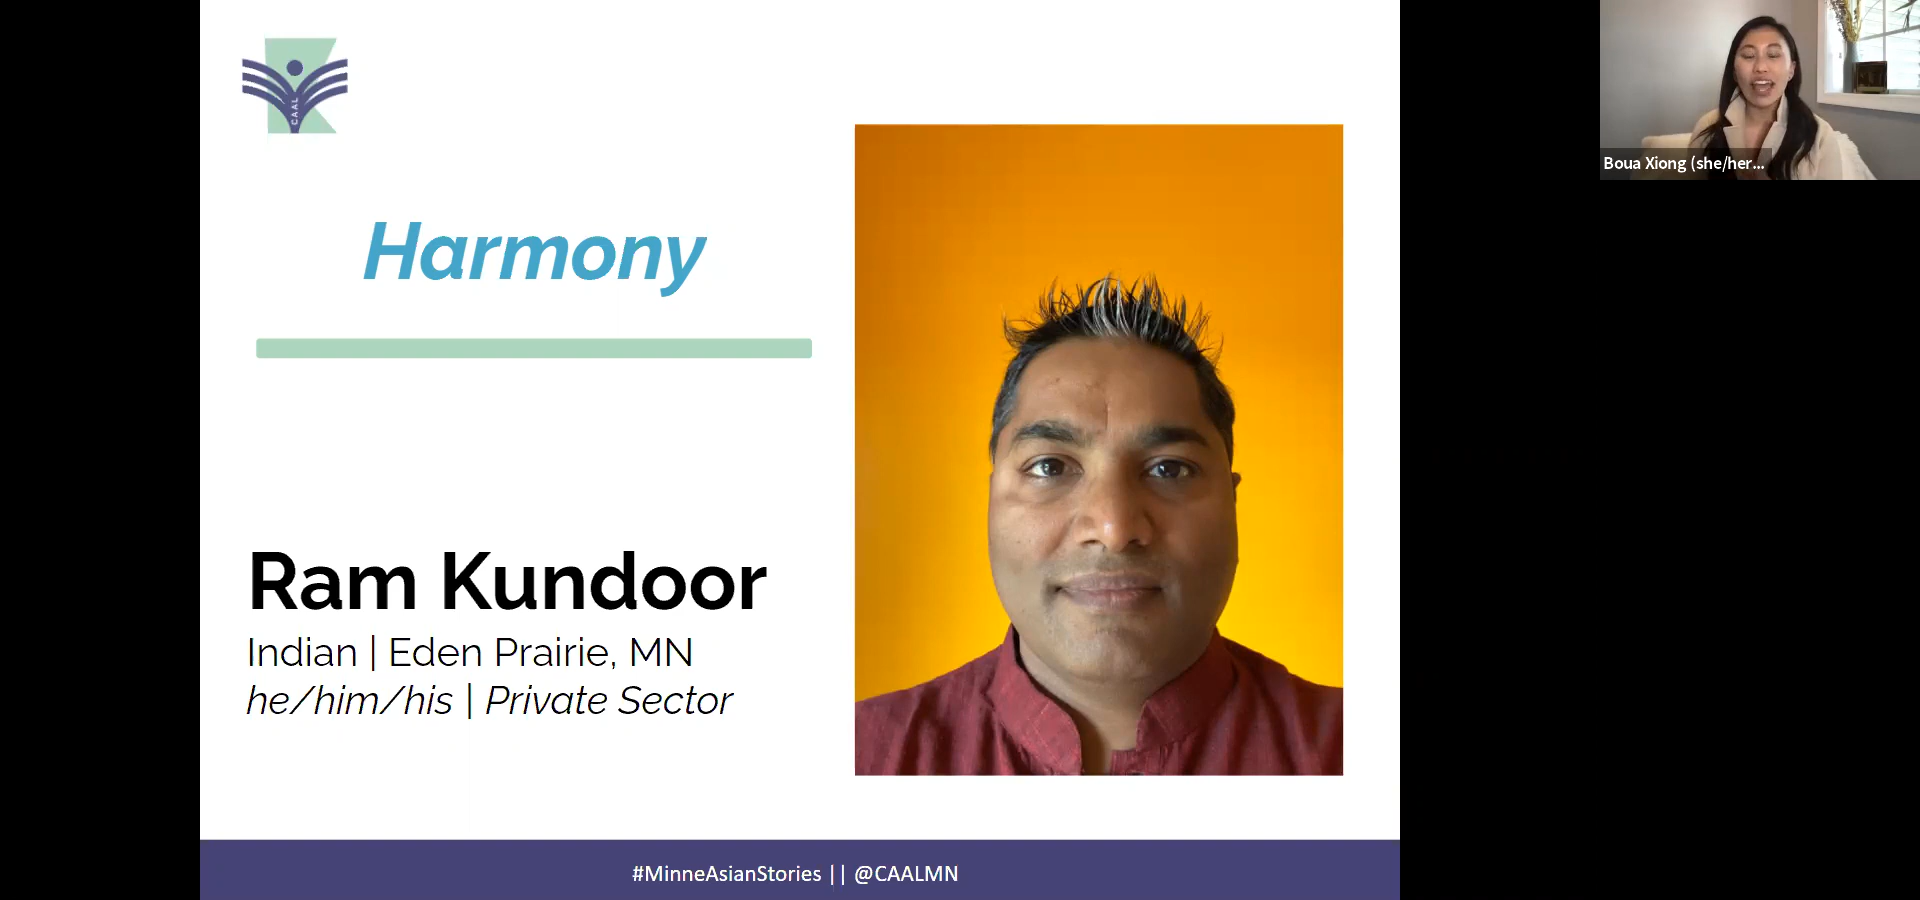 CAAL
Harmony
Ram Kundoor
Indian | Eden Prairie, MN
he/him/his | Private Sector
#MinneAsianStories || @CAALMN
Boua Xiong (she/her...